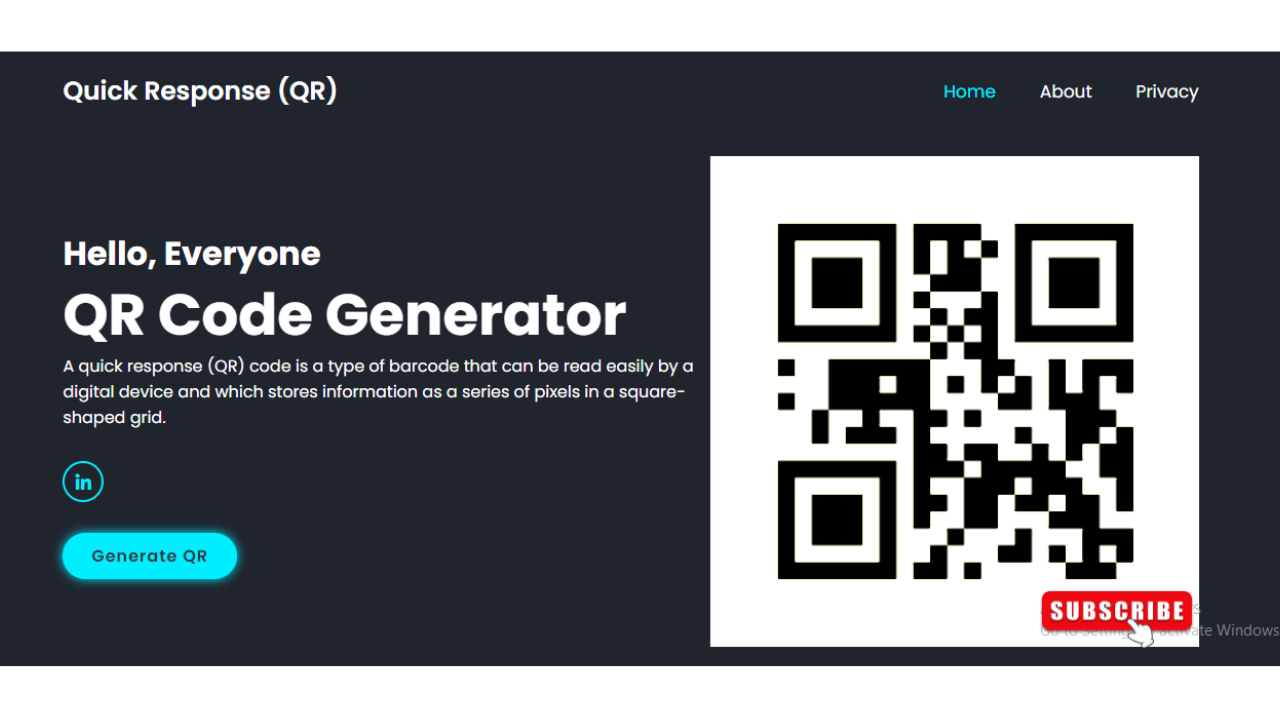 Quick Response (QR)
Home
About
Privacy
Hello, Everyone
QR Code Generator
A quick response (QR) code is a type of barcode that can be read easily by a
digital device and which stores information as a series of pixels in a square-
shaped grid.
in
Generate QR
SUBSCRIBE
Go to Settings to activate Windows